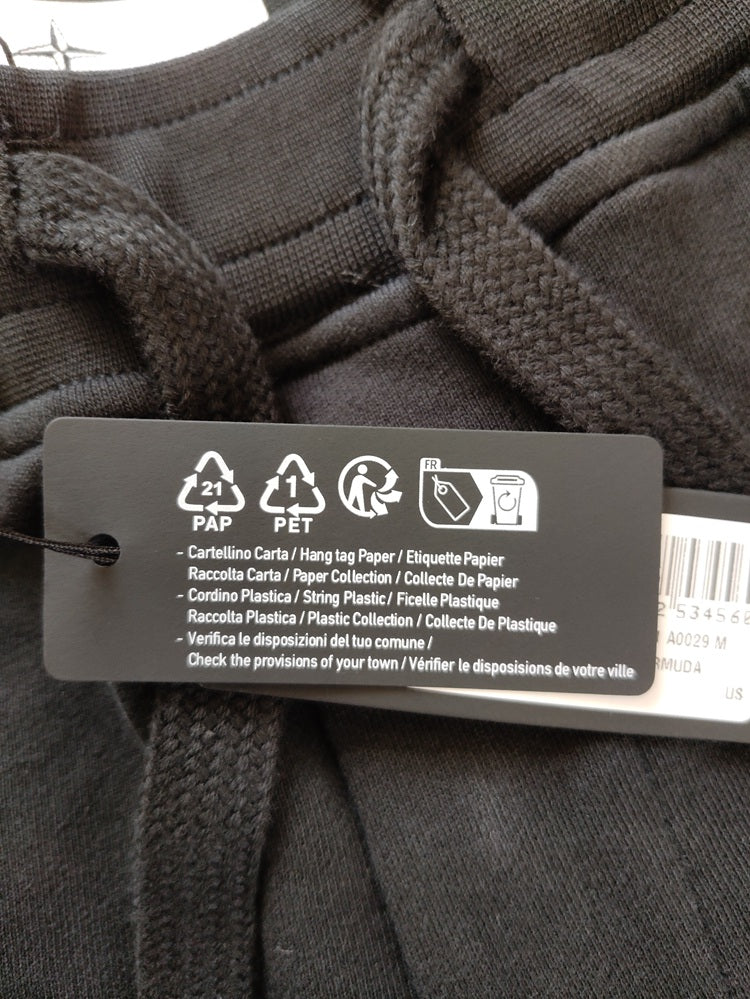 21
PAP
1
PET
FR
- Cartellino Carta / Hang tag Paper / Etiquette Papier
Raccolta Carta / Paper Collection / Collecte De Papier
- Cordino Plastica / String Plastic / Ficelle Plastique
Raccolta Plastica / Plastic Collection / Collecte De Plastique
- Verifica le disposizioni del tuo comune /
Check the provisions of your town / Vérifier le disposisions de votre ville
2 534560
A0029 M
RMUDA
US